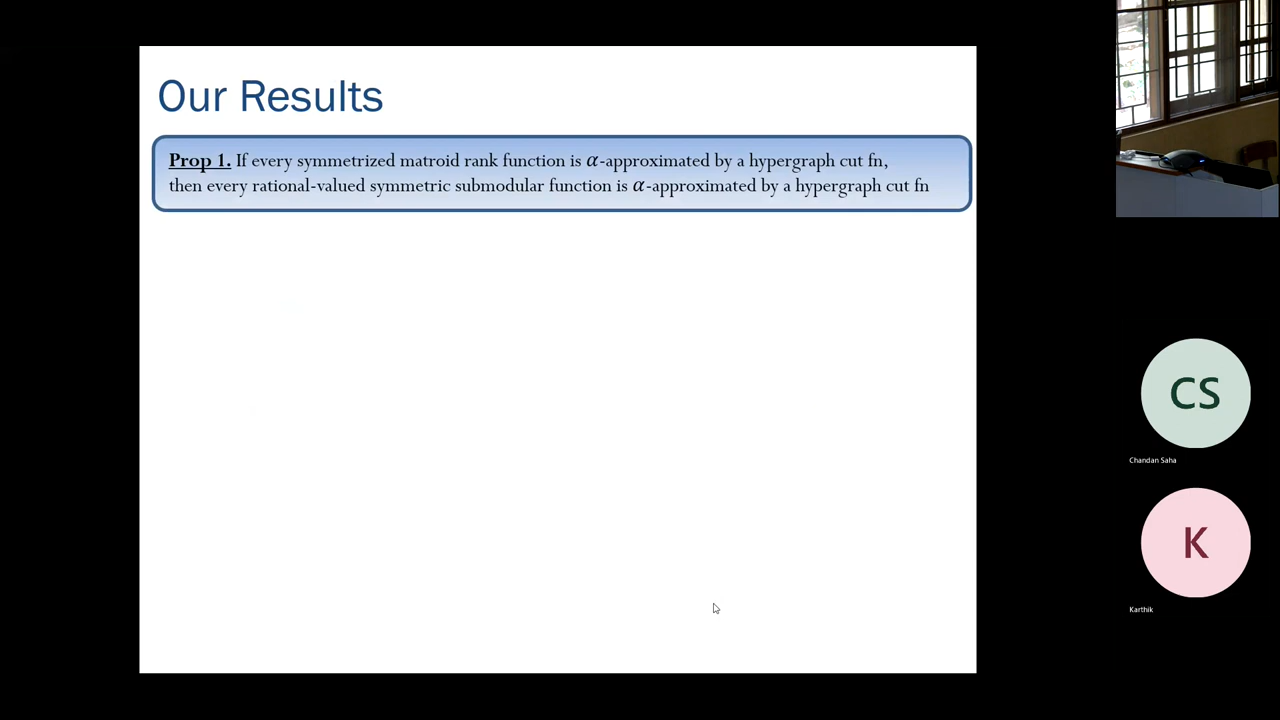 Our Results
Prop 1. If every symmetrized matroid rank function is α-approximated by a hypergraph cut fn,
then every rational-valued symmetric submodular function is α-approximated by a hypergraph cut fn
CS
Chandan Saha
K
Karthik